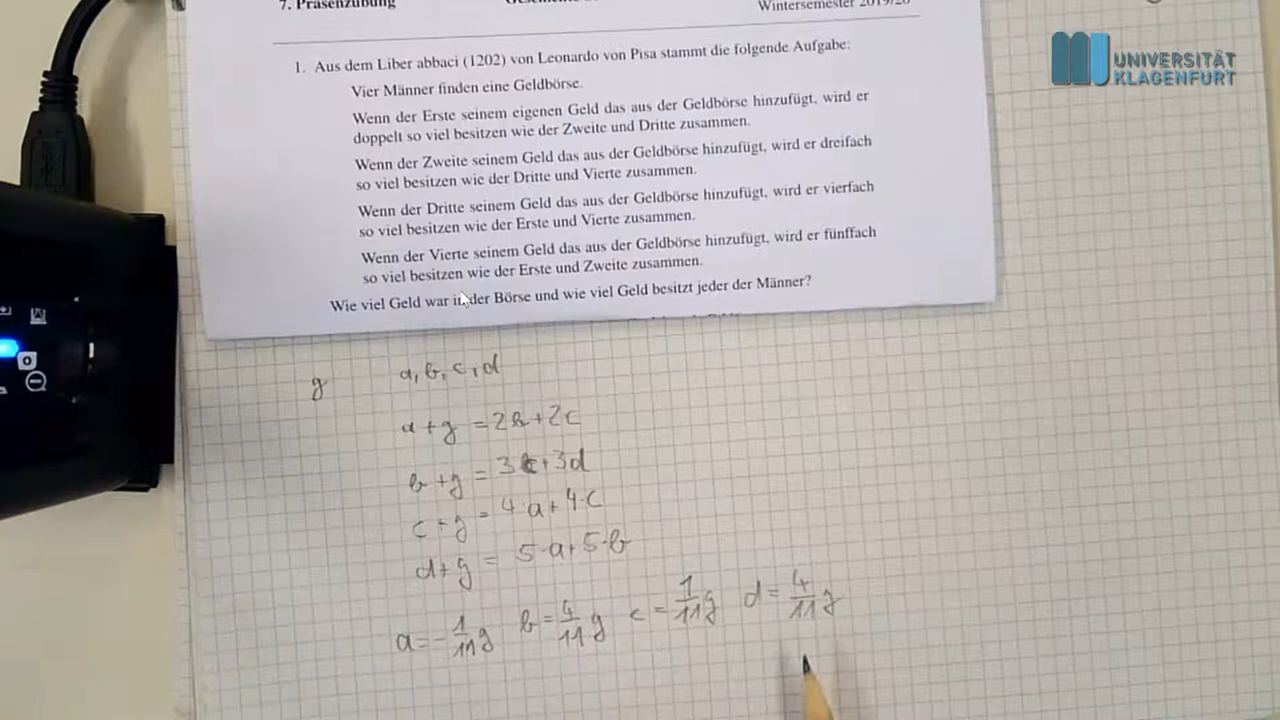 7. Präsenzübung
Wintersemester 2019/20
1. Aus dem Liber abbaci (1202) von Leonardo von Pisa stammt die folgende Aufgabe:
Vier Männer finden eine Geldbörse.
Wenn der Erste seinem eigenen Geld das aus der Geldbörse hinzufügt, wird er
doppelt so viel besitzen wie der Zweite und Dritte zusammen.
Wenn der Zweite seinem Geld das aus der Geldbörse hinzufügt, wird er dreifach
so viel besitzen wie der Dritte und Vierte zusammen.
Wenn der Dritte seinem Geld das aus der Geldbörse hinzufügt, wird er vierfach
so viel besitzen wie der Erste und Vierte zusammen.
Wenn der Vierte seinem Geld das aus der Geldbörse hinzufügt, wird er fünffach
so viel besitzen wie der Erste und Zweite zusammen.
Wie viel Geld war in der Börse und wie viel Geld besitzt jeder der Männer?
UNIVERSITÄT
KLAGENFURT
g a, b, c, d
a + g = 2b + 2c
b + g = 3c + 3d
c + g = 4·a + 4·c
d + g = 5·a + 5·b
a = -1/11 g b = 4/11 g c = 1/11 g d = 4/11 g